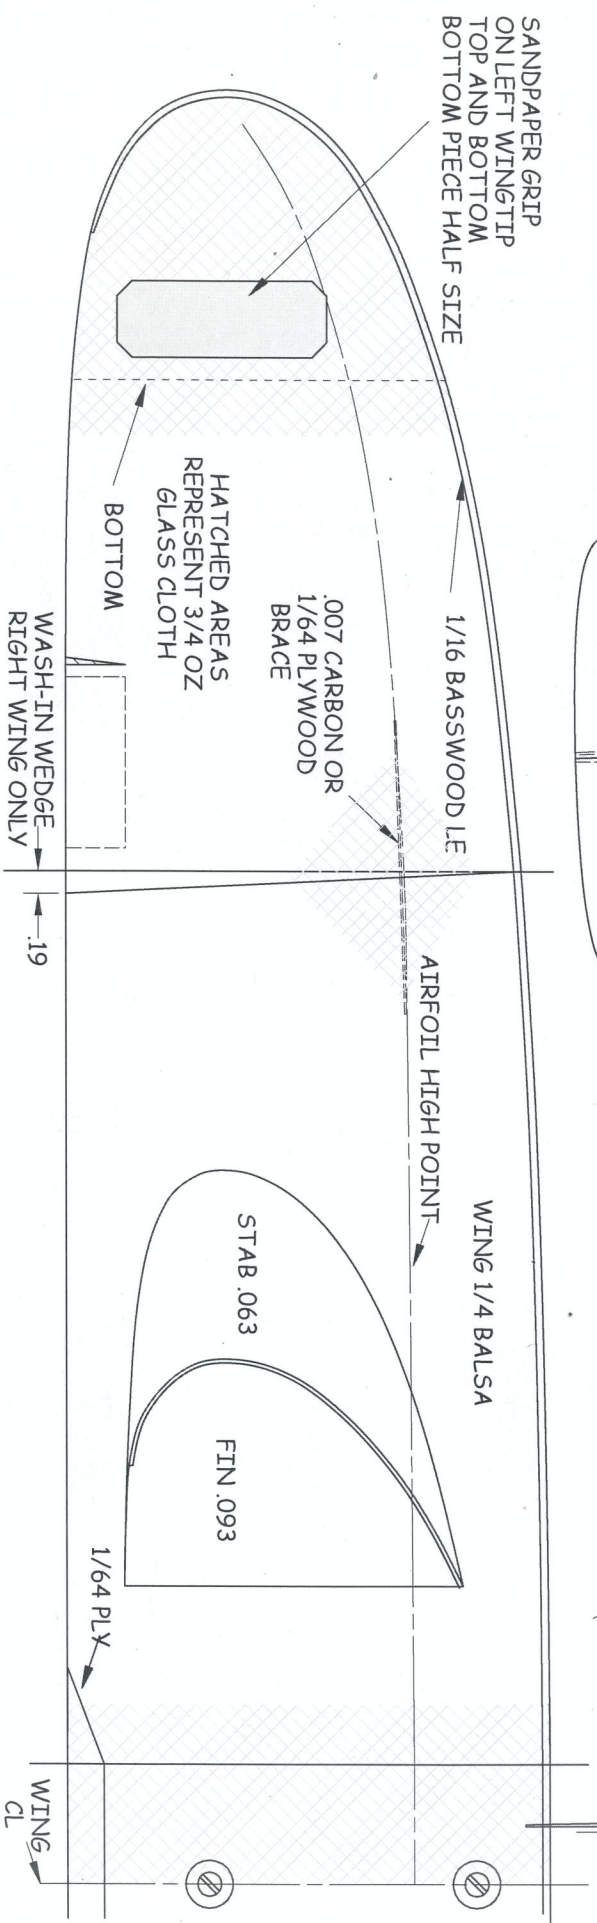 SANDPAPER GRIP
ON LEFT WINGTIP
TOP AND BOTTOM
BOTTOM PIECE HALF SIZE
1/16 BASSWOOD LE
HATCHED AREAS
REPRESENT 3/4 OZ
GLASS CLOTH
BOTTOM
.007 CARBON OR
1/64 PLYWOOD
BRACE
WASH-IN WEDGE
RIGHT WING ONLY
.19
AIRFOIL HIGH POINT
WING 1/4 BALSA
STAB .063
FIN .093
1/64 PLY
WING
CL